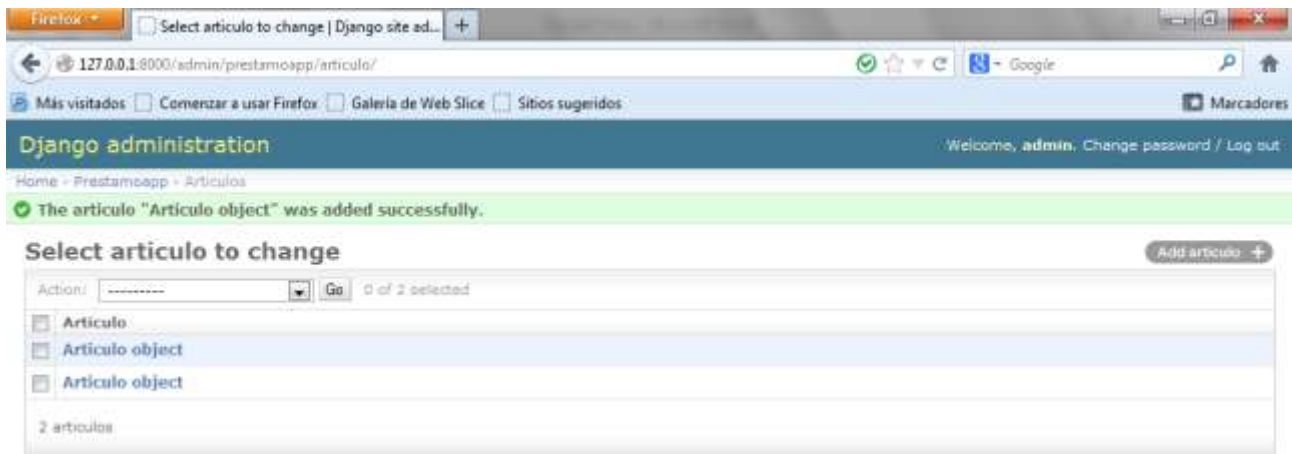 Firefox
Select articulo to change | Django site ad...
127.0.0.1:8000/admin/prestamoapp/articulo/
Google
Más visitados Comenzar a usar Firefox Galería de Web Slice Sitios sugeridos Marcadores
Django administration
Welcome, admin. Change password / Log out
Home › Prestamoapp › Articulos
The articulo "Articulo object" was added successfully.
Select articulo to change
Add articulo +
Action: --------- Go 0 of 2 selected
Articulo
Articulo object
Articulo object
2 articulos